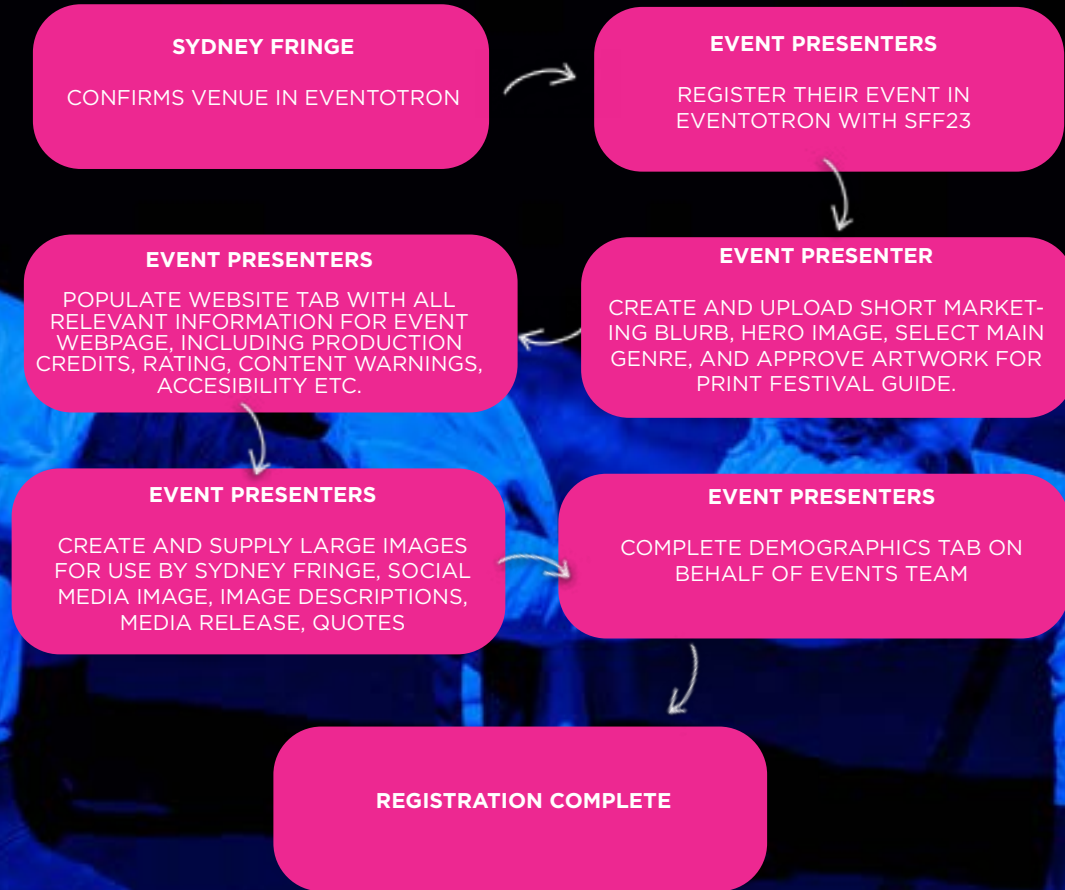 SYDNEY FRINGE
CONFIRMS VENUE IN EVENTOTRON
EVENT PRESENTERS
REGISTER THEIR EVENT IN
EVENTOTRON WITH SFF23
EVENT PRESENTER
CREATE AND UPLOAD SHORT MARKET-
ING BLURB, HERO IMAGE, SELECT MAIN
GENRE, AND APPROVE ARTWORK FOR
PRINT FESTIVAL GUIDE.
EVENT PRESENTERS
POPULATE WEBSITE TAB WITH ALL
RELEVANT INFORMATION FOR EVENT
WEBPAGE, INCLUDING PRODUCTION
CREDITS, RATING, CONTENT WARNINGS,
ACCESIBILITY ETC.
EVENT PRESENTERS
CREATE AND SUPPLY LARGE IMAGES
FOR USE BY SYDNEY FRINGE, SOCIAL
MEDIA IMAGE, IMAGE DESCRIPTIONS,
MEDIA RELEASE, QUOTES
EVENT PRESENTERS
COMPLETE DEMOGRAPHICS TAB ON
BEHALF OF EVENTS TEAM
REGISTRATION COMPLETE